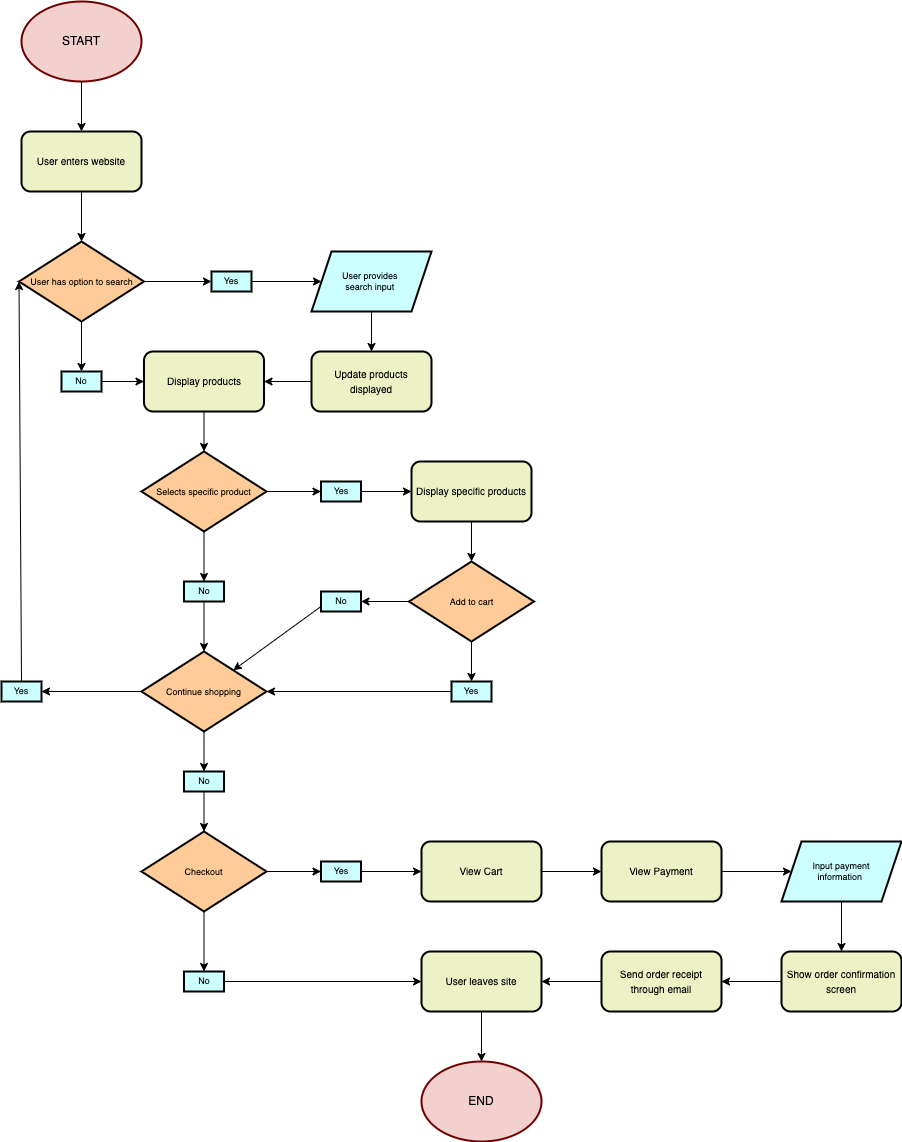 START
User enters website
User has option to search
Yes
User provides
search input
No
Display products
Update products
displayed
Selects specific product
Yes
Display specific products
No
No
Add to cart
Yes
Continue shopping
Yes
No
Checkout
Yes
View Cart
View Payment
Input payment
information
No
User leaves site
Send order receipt
through email
Show order confirmation
screen
END